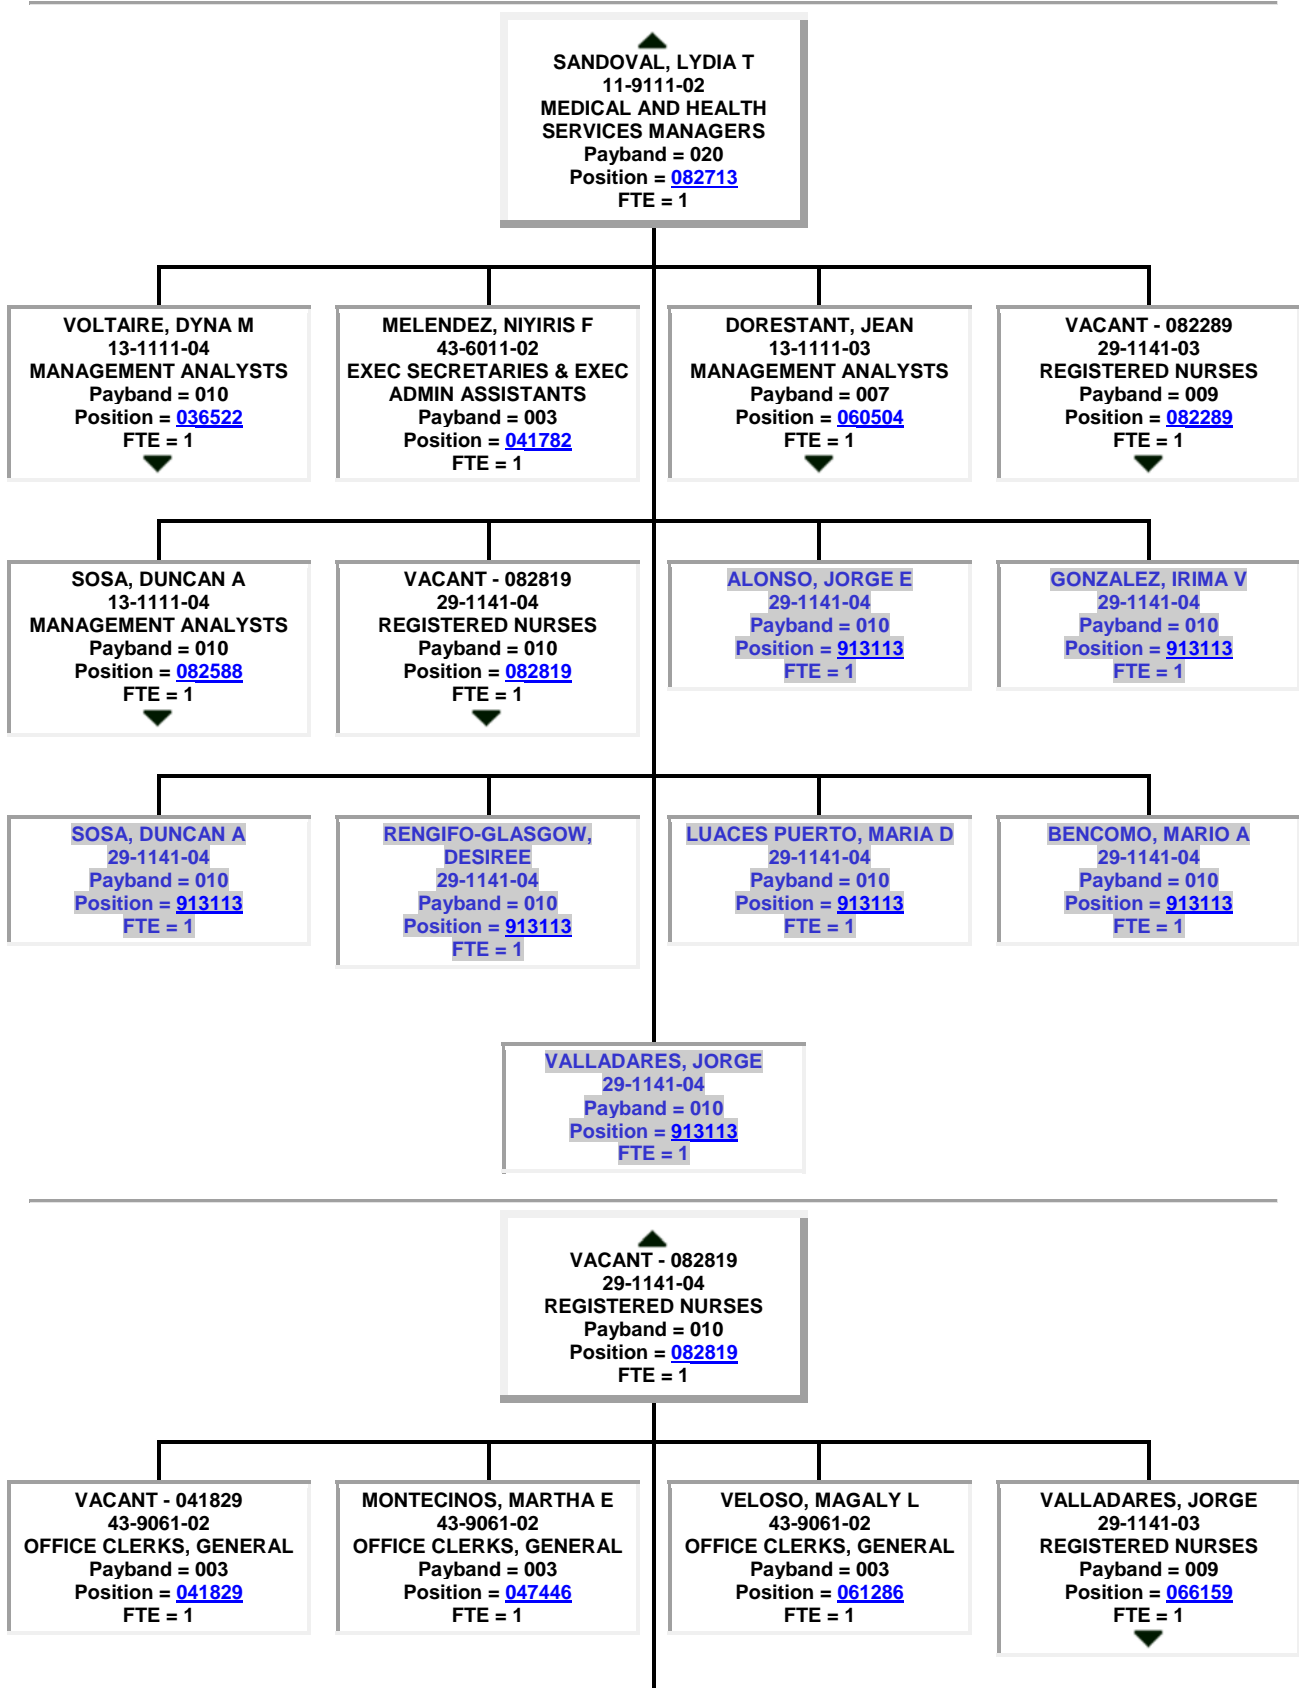 SANDOVAL, LYDIA T
11-9111-02
MEDICAL AND HEALTH
SERVICES MANAGERS
Payband = 020
Position = 082713
FTE = 1
VOLTAIRE, DYNA M
13-1111-04
MANAGEMENT ANALYSTS
Payband = 010
Position = 036522
FTE = 1
MELENDEZ, NIYIRIS F
43-6011-02
EXEC SECRETARIES & EXEC
ADMIN ASSISTANTS
Payband = 003
Position = 041782
FTE = 1
DORESTANT, JEAN
13-1111-03
MANAGEMENT ANALYSTS
Payband = 007
Position = 060504
FTE = 1
VACANT - 082289
29-1141-03
REGISTERED NURSES
Payband = 009
Position = 082289
FTE = 1
SOSA, DUNCAN A
13-1111-04
MANAGEMENT ANALYSTS
Payband = 010
Position = 082588
FTE = 1
VACANT - 082819
29-1141-04
REGISTERED NURSES
Payband = 010
Position = 082819
FTE = 1
ALONSO, JORGE E
29-1141-04
Payband = 010
Position = 913113
FTE = 1
GONZALEZ, IRIMA V
29-1141-04
Payband = 010
Position = 913113
FTE = 1
SOSA, DUNCAN A
29-1141-04
Payband = 010
Position = 913113
FTE = 1
RENGIFO-GLASGOW,
DESIREE
29-1141-04
Payband = 010
Position = 913113
FTE = 1
LUACES PUERTO, MARIA D
29-1141-04
Payband = 010
Position = 913113
FTE = 1
BENCOMO, MARIO A
29-1141-04
Payband = 010
Position = 913113
FTE = 1
VALLADARES, JORGE
29-1141-04
Payband = 010
Position = 913113
FTE = 1
VACANT - 082819
29-1141-04
REGISTERED NURSES
Payband = 010
Position = 082819
FTE = 1
VACANT - 041829
43-9061-02
OFFICE CLERKS, GENERAL
Payband = 003
Position = 041829
FTE = 1
MONTECINOS, MARTHA E
43-9061-02
OFFICE CLERKS, GENERAL
Payband = 003
Position = 047446
FTE = 1
VELOSO, MAGALY L
43-9061-02
OFFICE CLERKS, GENERAL
Payband = 003
Position = 061286
FTE = 1
VALLADARES, JORGE
29-1141-03
REGISTERED NURSES
Payband = 009
Position = 066159
FTE = 1